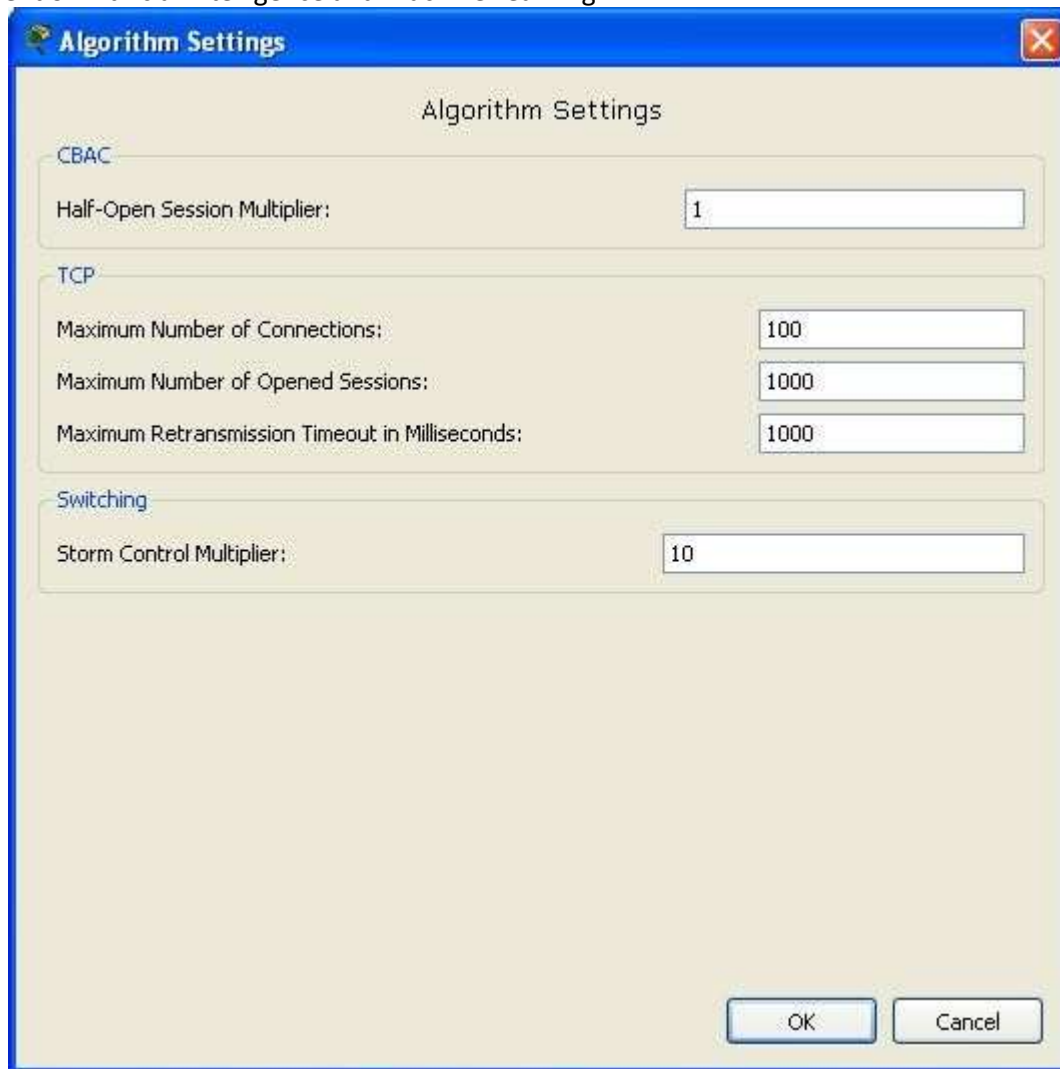 Algorithm Settings
Algorithm Settings
CBAC
Half-Open Session Multiplier: 1
TCP
Maximum Number of Connections: 100
Maximum Number of Opened Sessions: 1000
Maximum Retransmission Timeout in Milliseconds: 1000
Switching
Storm Control Multiplier: 10
OK Cancel